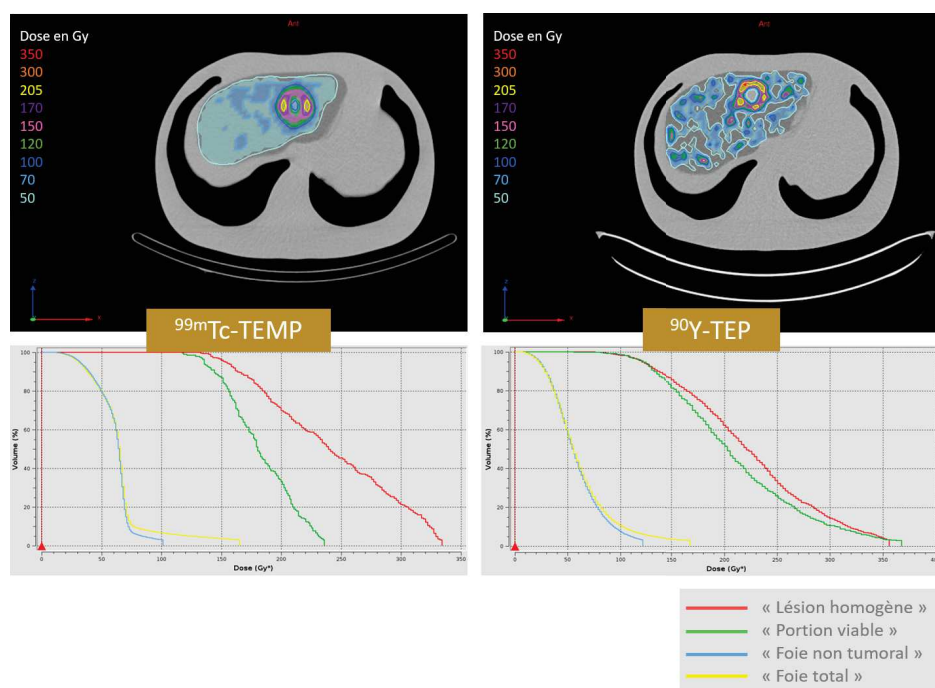 Ant
Dose en Gy
350
300
205
170
150
120
100
70
50
z
x
Ant
Dose en Gy
350
300
205
170
150
120
100
70
50
z
x
99mTc-TEMP
90Y-TEP
Volume (%)
100
80
60
40
20
0
0 50 100 150 200 250 300 350
Dose (Gy*)
Volume (%)
100
80
60
40
20
0
0 50 100 150 200 250 300 350 400
Dose (Gy*)
« Lésion homogène »
« Portion viable »
« Foie non tumoral »
« Foie total »